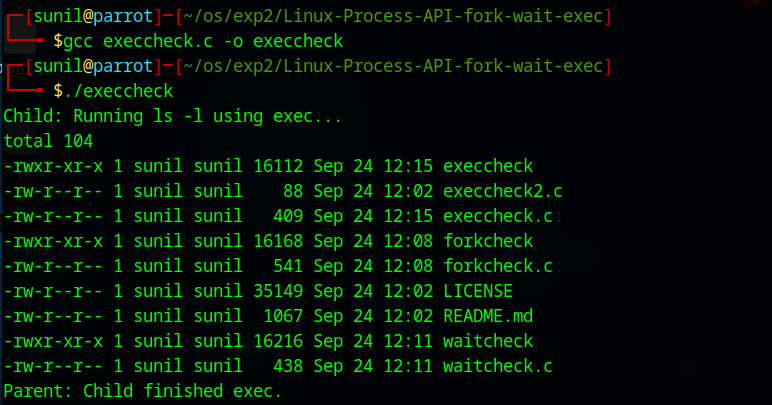 ┌─[sunil@parrot]─[~/os/exp2/Linux-Process-API-fork-wait-exec]
└──╼ $gcc execcheck.c -o execcheck
┌─[sunil@parrot]─[~/os/exp2/Linux-Process-API-fork-wait-exec]
└──╼ $./execcheck
Child: Running ls -l using exec...
total 104
-rwxr-xr-x 1 sunil sunil 16112 Sep 24 12:15 execcheck
-rw-r--r-- 1 sunil sunil    88 Sep 24 12:02 execcheck2.c
-rw-r--r-- 1 sunil sunil   409 Sep 24 12:15 execcheck.c
-rwxr-xr-x 1 sunil sunil 16168 Sep 24 12:08 forkcheck
-rw-r--r-- 1 sunil sunil   541 Sep 24 12:08 forkcheck.c
-rw-r--r-- 1 sunil sunil 35149 Sep 24 12:02 LICENSE
-rw-r--r-- 1 sunil sunil  1067 Sep 24 12:02 README.md
-rwxr-xr-x 1 sunil sunil 16216 Sep 24 12:11 waitcheck
-rw-r--r-- 1 sunil sunil   438 Sep 24 12:11 waitcheck.c
Parent: Child finished exec.